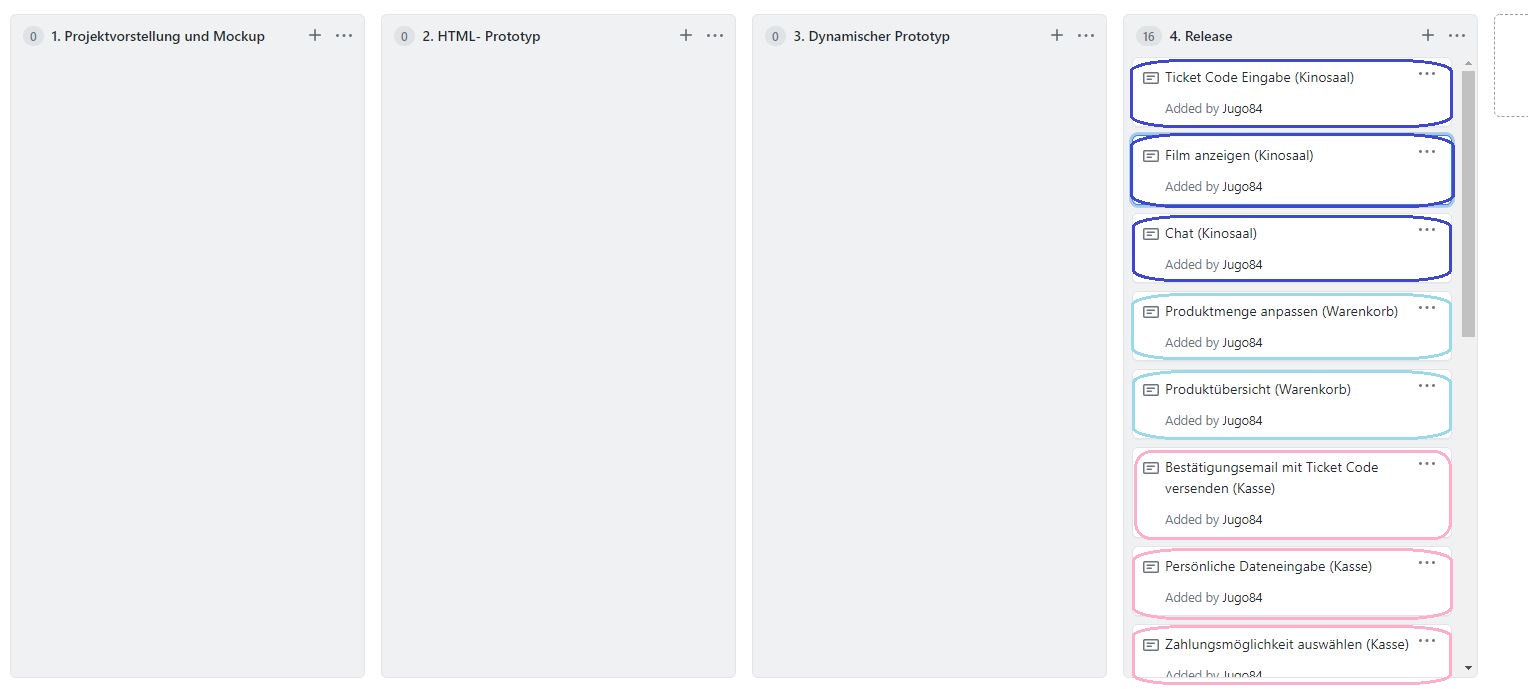 0 1. Projektvorstellung und Mockup
0 2. HTML- Prototyp
0 3. Dynamischer Prototyp
16 4. Release
Ticket Code Eingabe (Kinosaal)
Added by Jugo84
Film anzeigen (Kinosaal)
Added by Jugo84
Chat (Kinosaal)
Added by Jugo84
Produktmenge anpassen (Warenkorb)
Added by Jugo84
Produktübersicht (Warenkorb)
Added by Jugo84
Bestätigungsemail mit Ticket Code
versenden (Kasse)
Added by Jugo84
Persönliche Dateneingabe (Kasse)
Added by Jugo84
Zahlungsmöglichkeit auswählen (Kasse)
Added by Jugo84